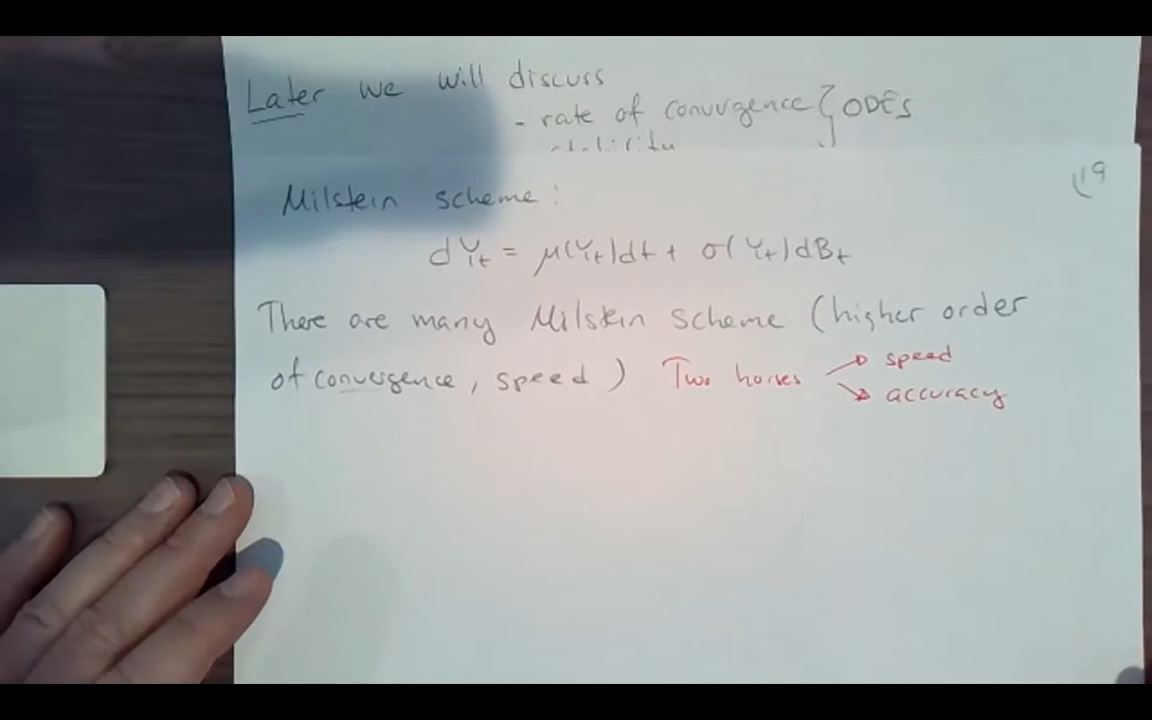 Later we will discuss
- rate of convergence } ODEs
Milstein scheme:
19
dY_t = μ(Y_t)dt + σ(Y_t)dB_t
There are many Milstein scheme (higher order
of convergence, speed) Two horses → speed
→ accuracy